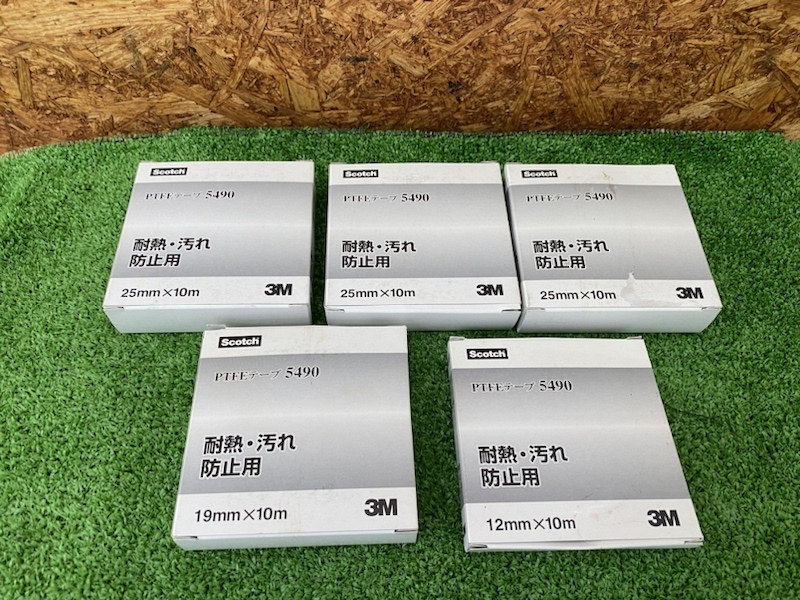 Scotch
PTFEテープ 5490
耐熱・汚れ
防止用
25mm×10m
3M
Scotch
PTFEテープ 5490
耐熱・汚れ
防止用
25mm×10m
3M
Scotch
PTFEテープ 5490
耐熱・汚れ
防止用
25mm×10m
3M
Scotch
PTFEテープ 5490
耐熱・汚れ
防止用
19mm×10m
3M
Scotch
PTFEテープ 5490
耐熱・汚れ
防止用
12mm×10m
3M